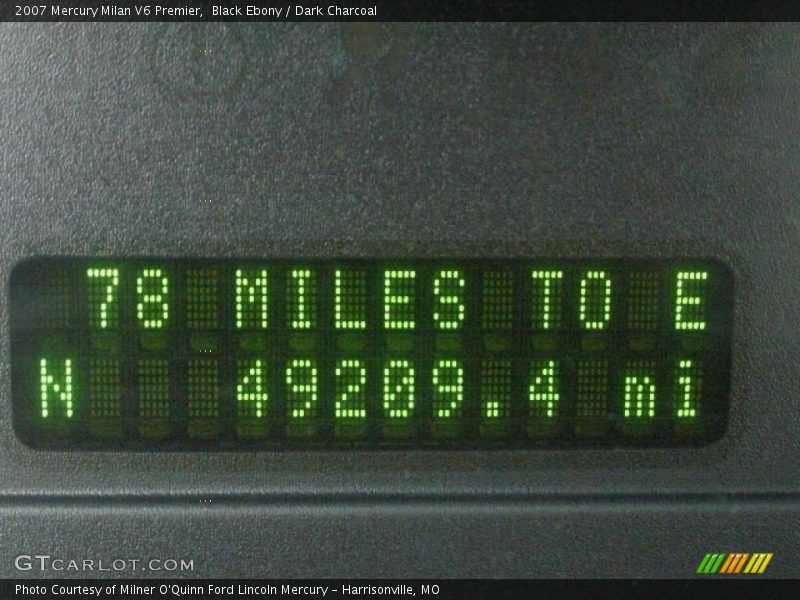 2007 Mercury Milan V6 Premier,  Black Ebony / Dark Charcoal
78 MILES TO E
N 49209.4 mi
GTCARLOT.COM
Photo Courtesy of Milner O'Quinn Ford Lincoln Mercury – Harrisonville, MO